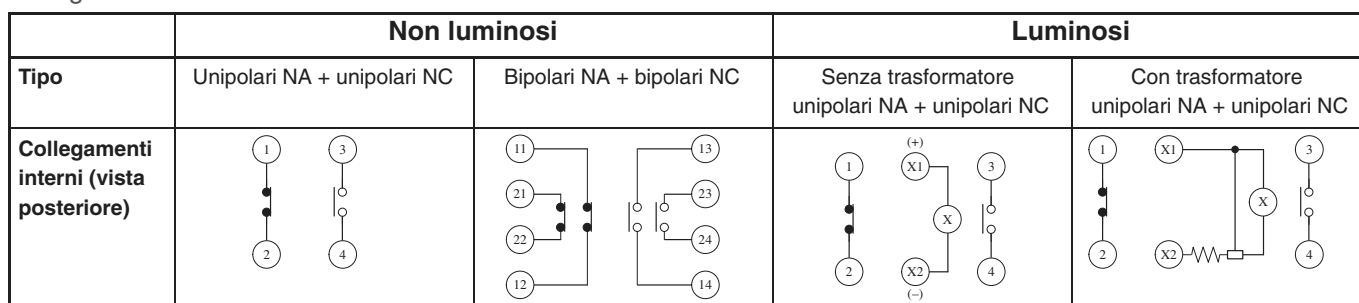 Non luminosi
Luminosi
Tipo
Unipolari NA + unipolari NC
Bipolari NA + bipolari NC
Senza trasformatore
unipolari NA + unipolari NC
Con trasformatore
unipolari NA + unipolari NC
Collegamenti
interni (vista
posteriore)
1 3
2 4
11 13
21 23
22 24
12 14
(+)
1 X1 3
X
2 X2 4
(–)
1 X1 3
X
2 X2 4